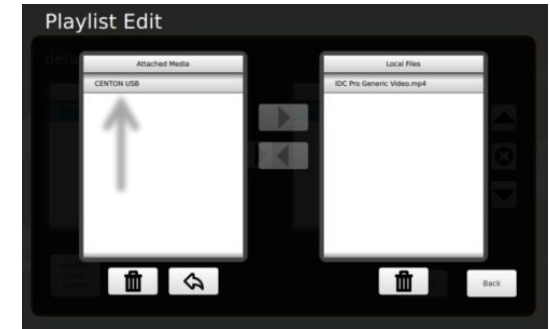 Playlist Edit
Attached Media
CENTON USB
Local Files
IDC Pro Generic Video.mp4
Back